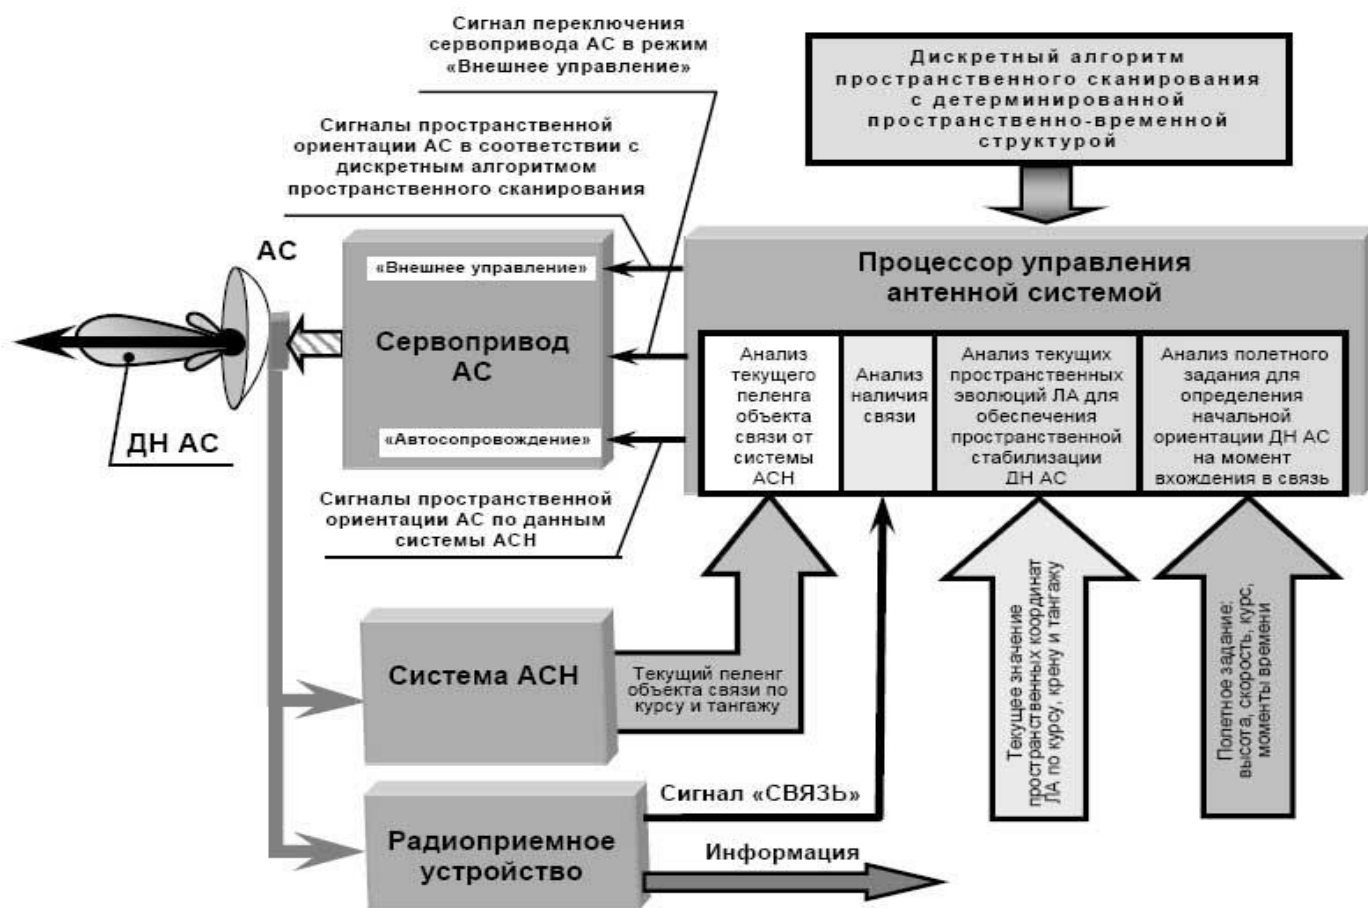 Сигнал переключения
сервопривода АС в режим
«Внешнее управление»
Дискретный алгоритм
пространственного сканирования
с детерминированной
пространственно-временной
структурой
Сигналы пространственной
ориентации АС в соответствии с
дискретным алгоритмом
пространственного сканирования
АС
«Внешнее управление»
Сервопривод
АС
«Автосопровождение»
ДН АС
Процессор управления
антенной системой
Анализ
текущего
пеленга
объекта
связи от
системы
АСН
Анализ
наличия
связи
Анализ текущих
пространственных
эволюций ЛА для
обеспечения
пространственной
стабилизации
ДН АС
Анализ полетного
задания для
определения
начальной
ориентации ДН АС
на момент
вхождения в связь
Сигналы пространственной
ориентации АС по данным
системы АСН
Система АСН
Текущий пеленг
объекта связи по
курсу и тангажу
Текущее значение
пространственных координат
ЛА по курсу, крену и тангажу
Полетное задание:
высота, скорость, курс,
моменты времени
Сигнал «СВЯЗЬ»
Радиоприемное
устройство
Информация